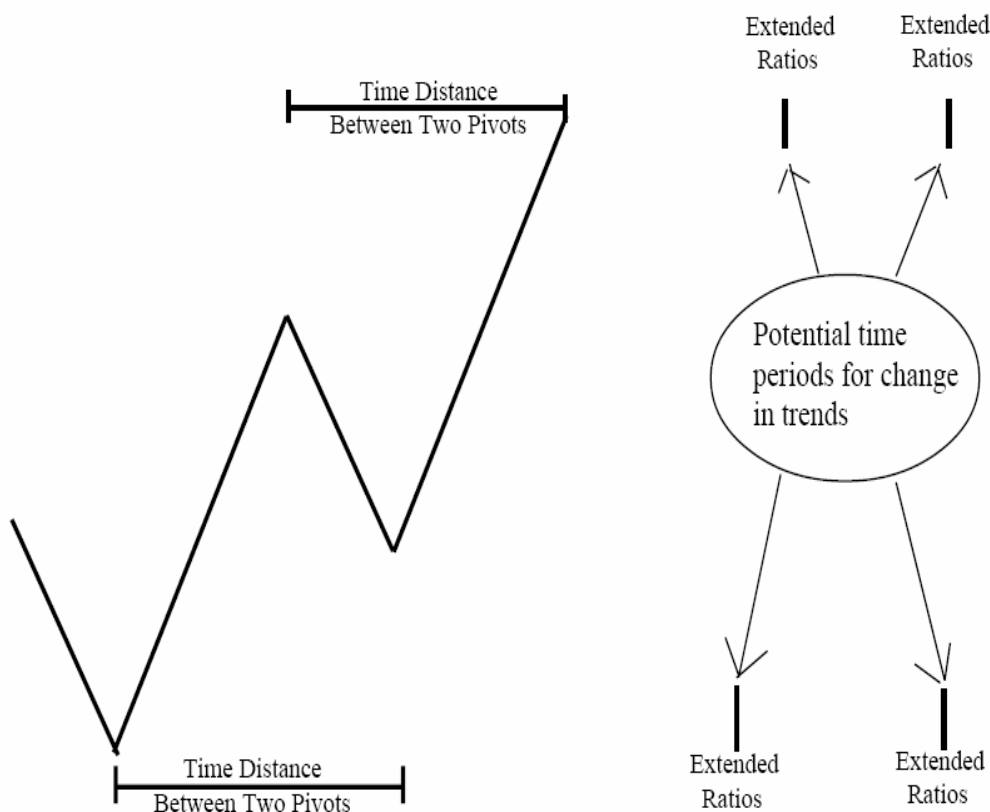 Extended
Ratios
Extended
Ratios
Time Distance
Between Two Pivots
Potential time
periods for change
in trends
Time Distance
Between Two Pivots
Extended
Ratios
Extended
Ratios